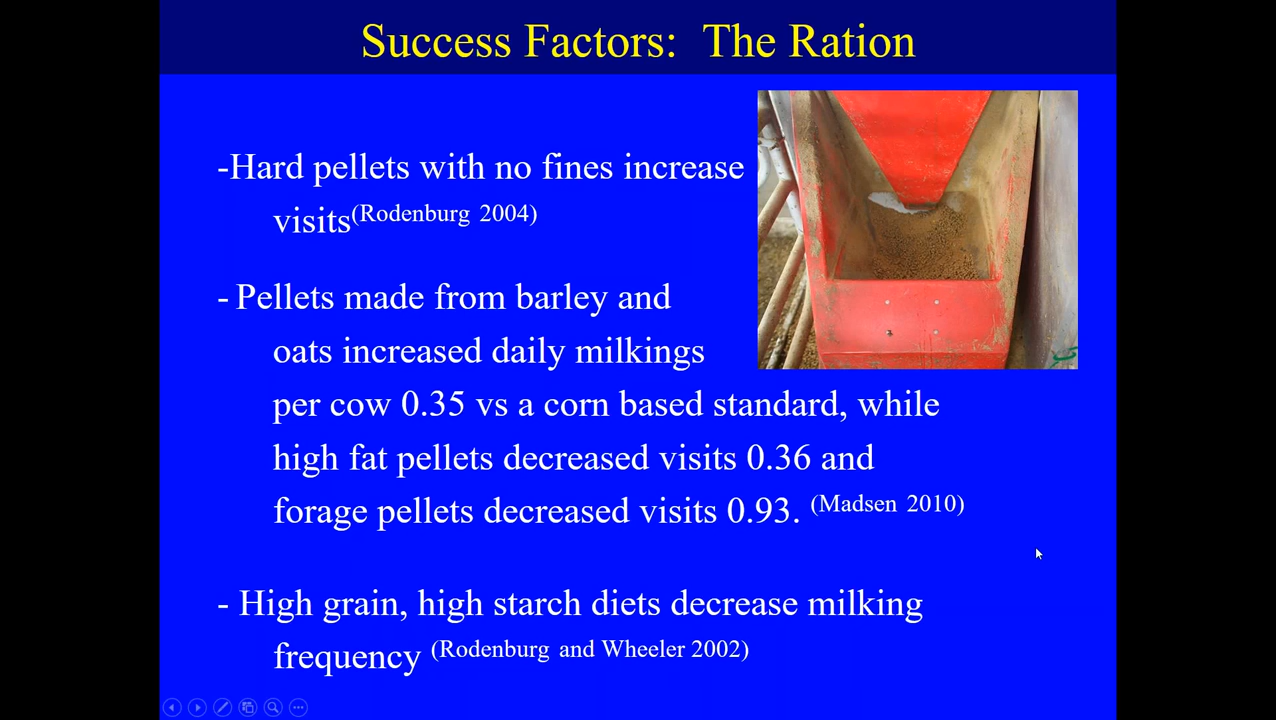 Success Factors: The Ration
-Hard pellets with no fines increase
visits(Rodenburg 2004)
- Pellets made from barley and
oats increased daily milkings
per cow 0.35 vs a corn based standard, while
high fat pellets decreased visits 0.36 and
forage pellets decreased visits 0.93. (Madsen 2010)
- High grain, high starch diets decrease milking
frequency (Rodenburg and Wheeler 2002)